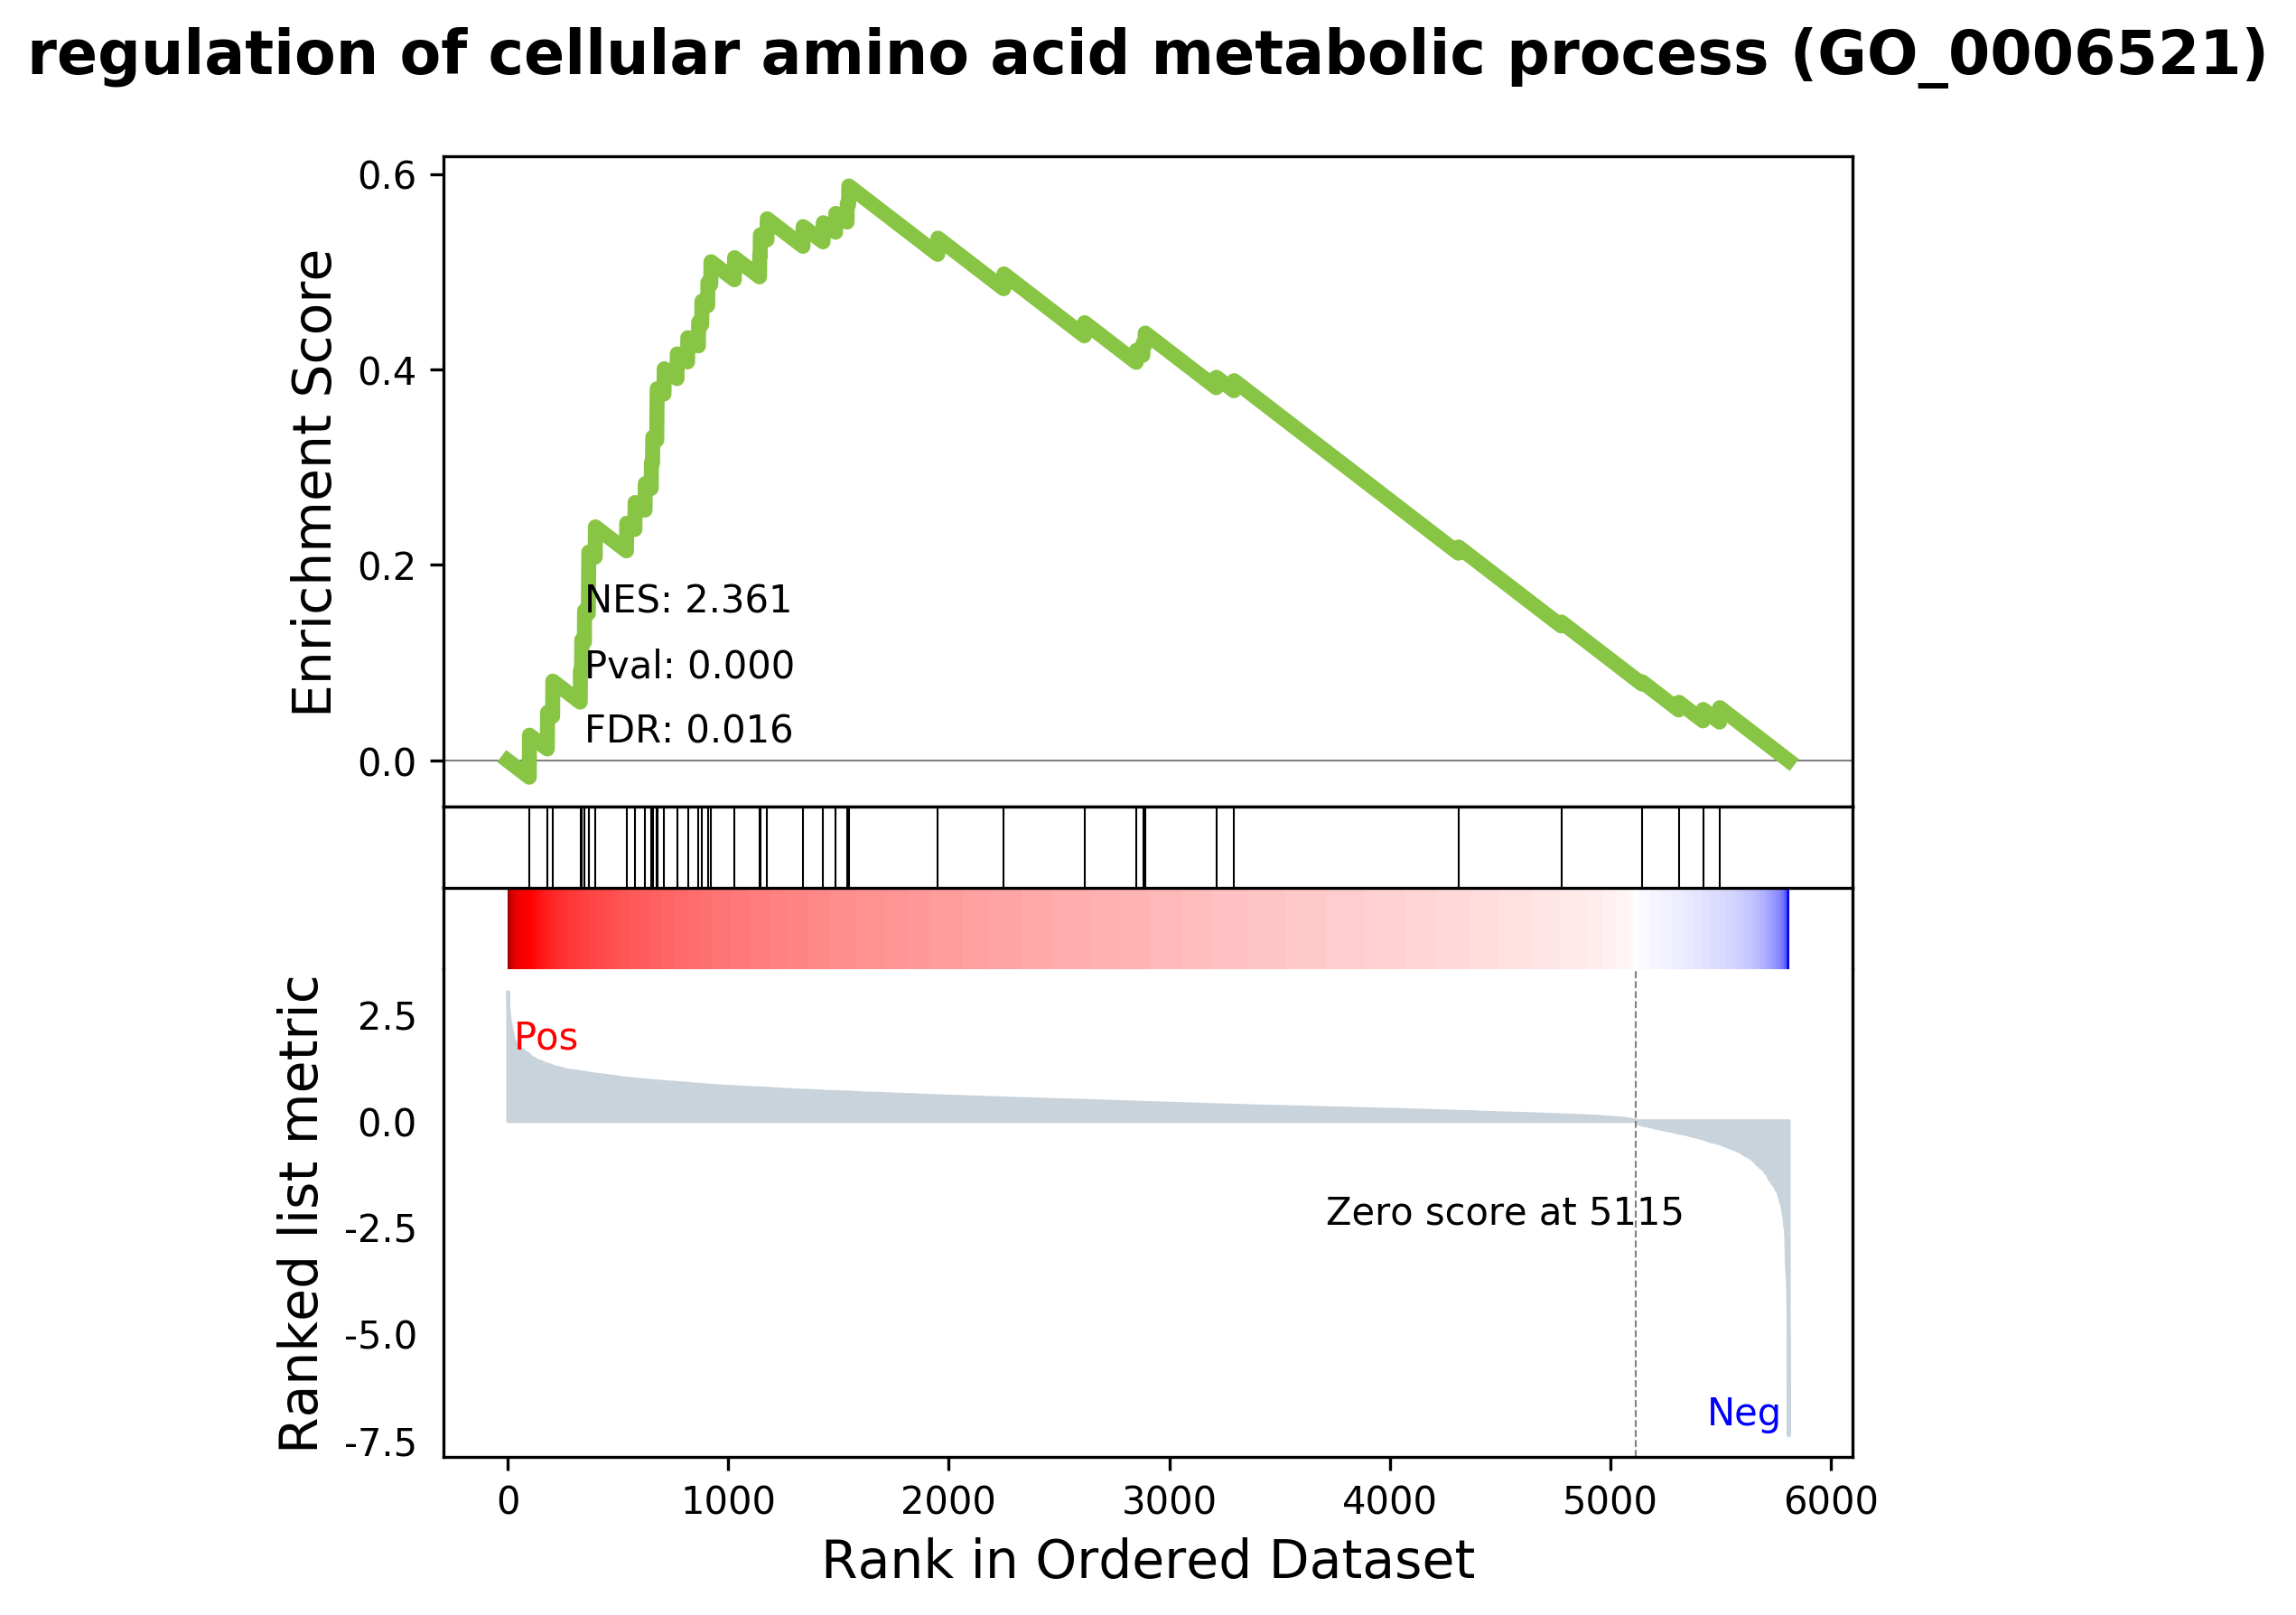 regulation of cellular amino acid metabolic process (GO_0006521)
0.6
0.4
0.2
0.0
Enrichment Score
NES: 2.361
Pval: 0.000
FDR: 0.016
2.5
0.0
-2.5
-5.0
-7.5
Ranked list metric
Pos
Zero score at 5115
Neg
0 1000 2000 3000 4000 5000 6000
Rank in Ordered Dataset